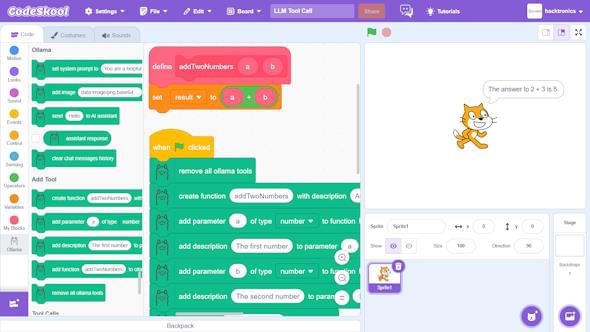 CodeSkool
Settings
File
Edit
Board
LLM Tool Call
Share
Tutorials
hacktronics
Code
Costumes
Sounds
Motion
Looks
Sound
Events
Control
Sensing
Operators
Variables
My Blocks
Ollama
Ollama
set system prompt to You are a helpful
add image data:image/png;base64,...
send Hello to AI assistant
assistant response
clear chat messages history
Add Tool
create function addTwoNumbers with
add parameter a of type number
add description The first number to p
add function addTwoNumbers to oll
remove all ollama tools
Tool Calls
define addTwoNumbers a b
set result to a + b
when clicked
remove all ollama tools
create function addTwoNumbers with description A
add parameter a of type number to function
add description The first number to parameter a
add parameter b of type number to function
add description The second number to param
The answer to 2 + 3 is 5.
Sprite Sprite1 x 0 y 0
Show Size 100 Direction 90
Sprite1
Stage
Backdrops
1
Backpack